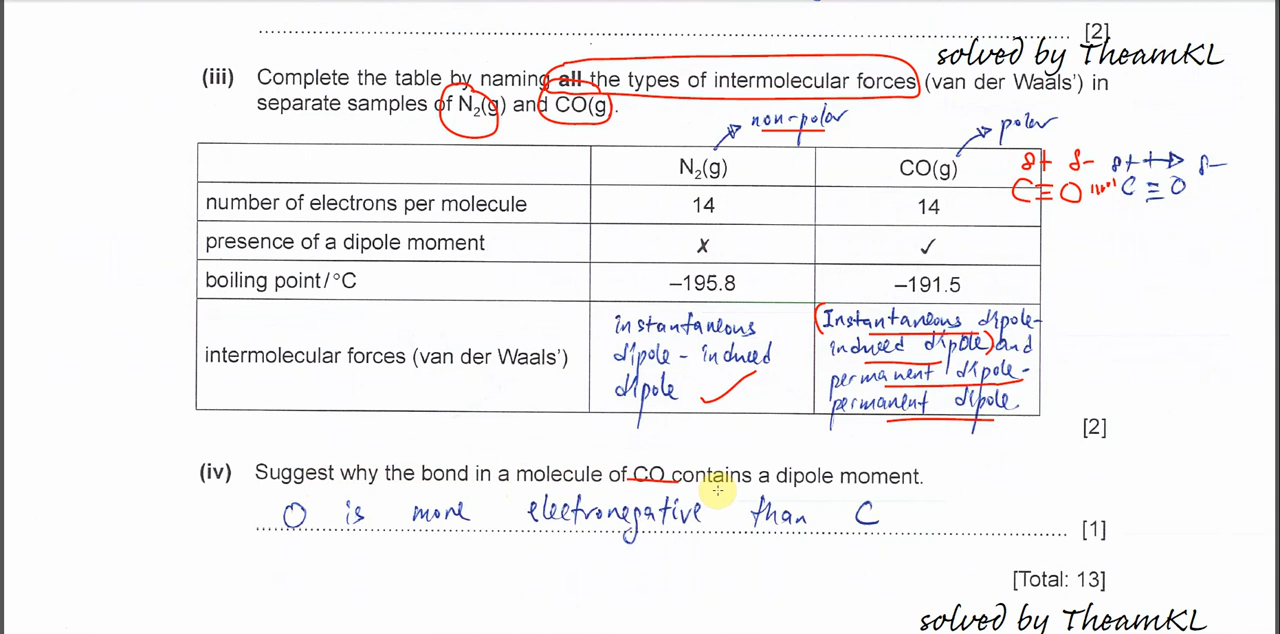 [2]
solved by TheamKL
(iii) Complete the table by naming all the types of intermolecular forces (van der Waals') in
separate samples of N₂(g) and CO(g).
non-polar
polar
N₂(g) CO(g)
δ+ δ- δ+ δ-
C≡O C≡O
number of electrons per molecule 14 14
presence of a dipole moment ✗ ✓
boiling point/°C –195.8 –191.5
intermolecular forces (van der Waals')
instantaneous
dipole - induced
dipole
(Instantaneous dipole-
induced dipole) and
permanent dipole-
permanent dipole
[2]
(iv) Suggest why the bond in a molecule of CO contains a dipole moment.
O is more electronegative than C
[1]
[Total: 13]
solved by TheamKL